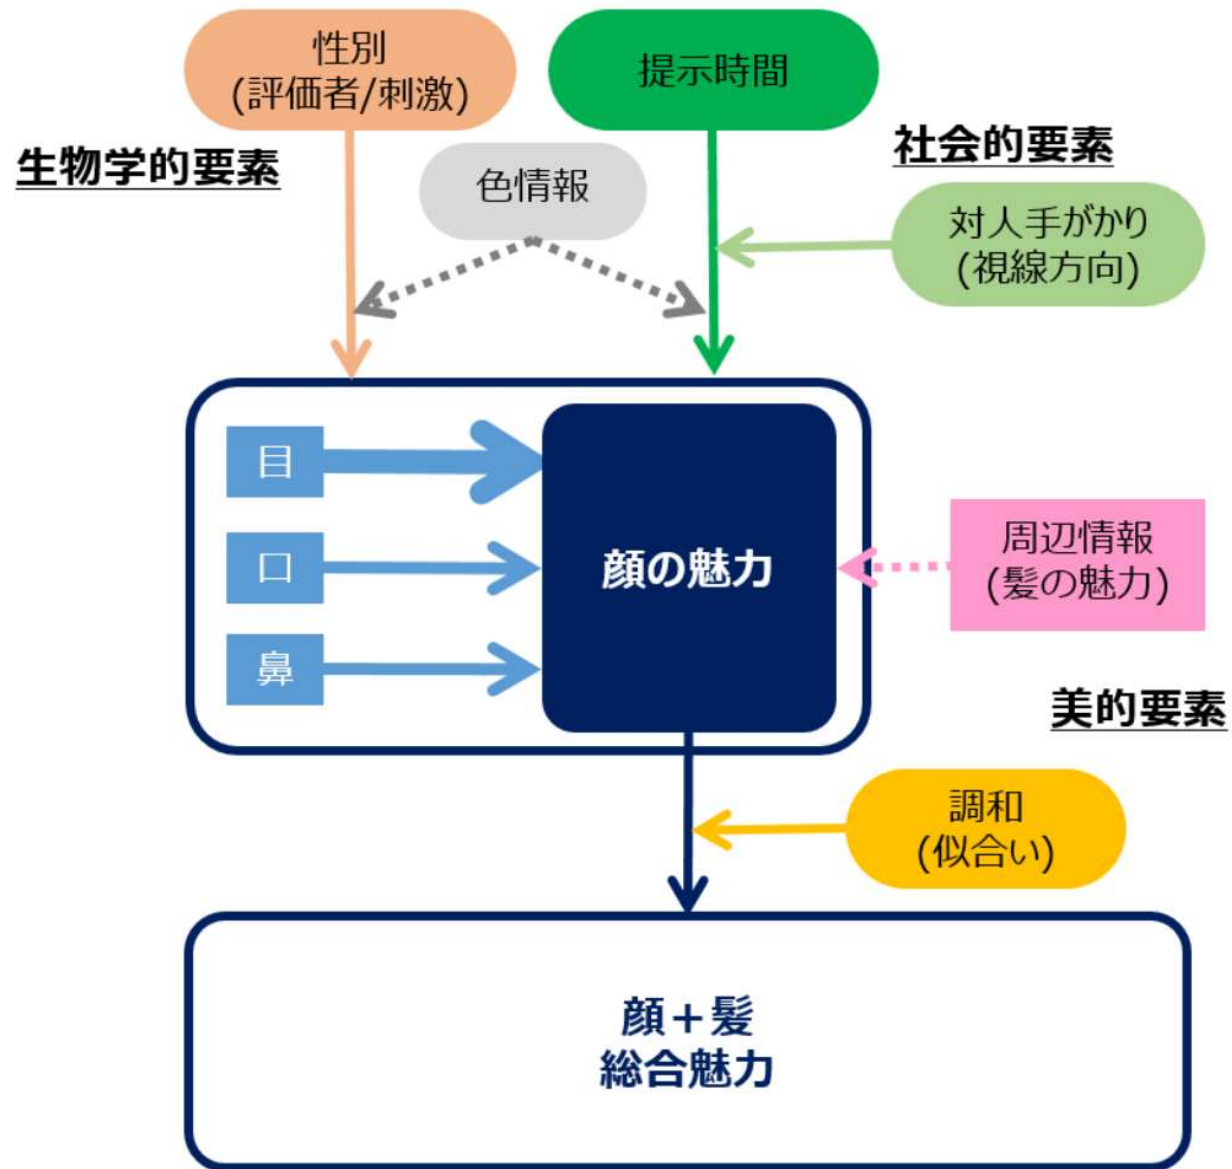 性別
(評価者/刺激)
提示時間
生物学的要素
色情報
社会的要素
対人手がかり
(視線方向)
目
口
鼻
顔の魅力
周辺情報
(髪の魅力)
美的要素
調和
(似合い)
顔＋髪
総合魅力